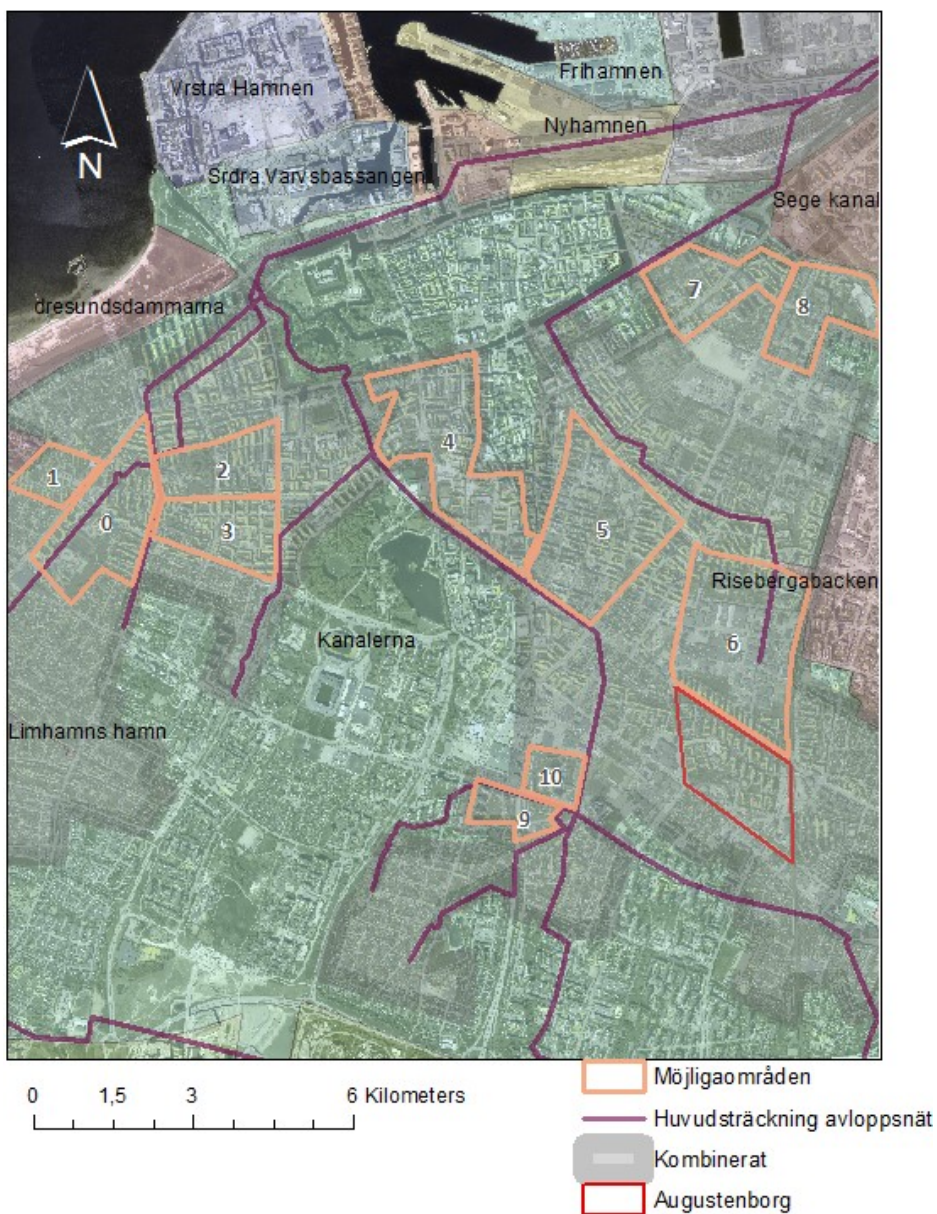 Vrstra Hamnen
Frihamnen
Nyhamnen
N
Srdra Varvsbassangen
Sege kanal
dresundsdammarna
7
8
4
1
2
0
3
5
Risebergabacken
6
Kanalerna
Limhamns hamn
10
9
0 1,5 3 6 Kilometers
Möjligaområden
Huvudsträckning avloppsnät
Kombinerat
Augustenborg